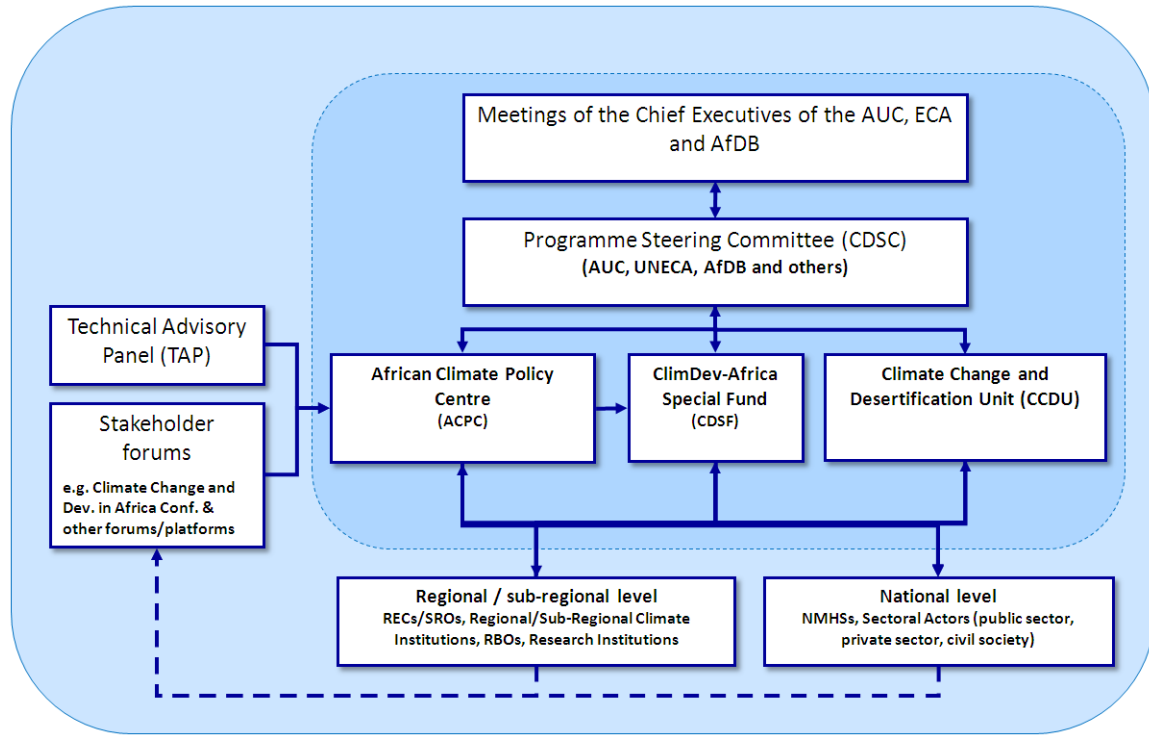 Meetings of the Chief Executives of the AUC, ECA
and AfDB
Programme Steering Committee (CDSC)
(AUC, UNECA, AfDB and others)
Technical Advisory
Panel (TAP)
Stakeholder
forums
e.g. Climate Change and
Dev. in Africa Conf. &
other forums/platforms
African Climate Policy
Centre
(ACPC)
ClimDev-Africa
Special Fund
(CDSF)
Climate Change and
Desertification Unit (CCDU)
Regional / sub-regional level
RECs/SROs, Regional/Sub-Regional Climate
Institutions, RBOs, Research Institutions
National level
NMHSs, Sectoral Actors (public sector,
private sector, civil society)